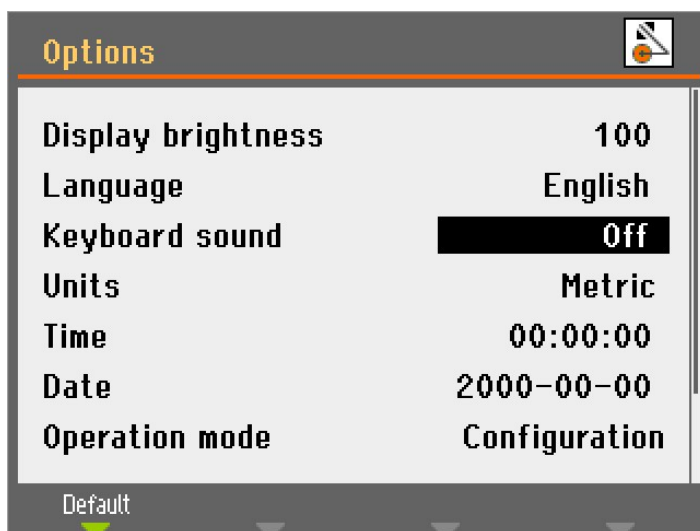 Options
Display brightness 100
Language English
Keyboard sound Off
Units Metric
Time 00:00:00
Date 2000-00-00
Operation mode Configuration
Default